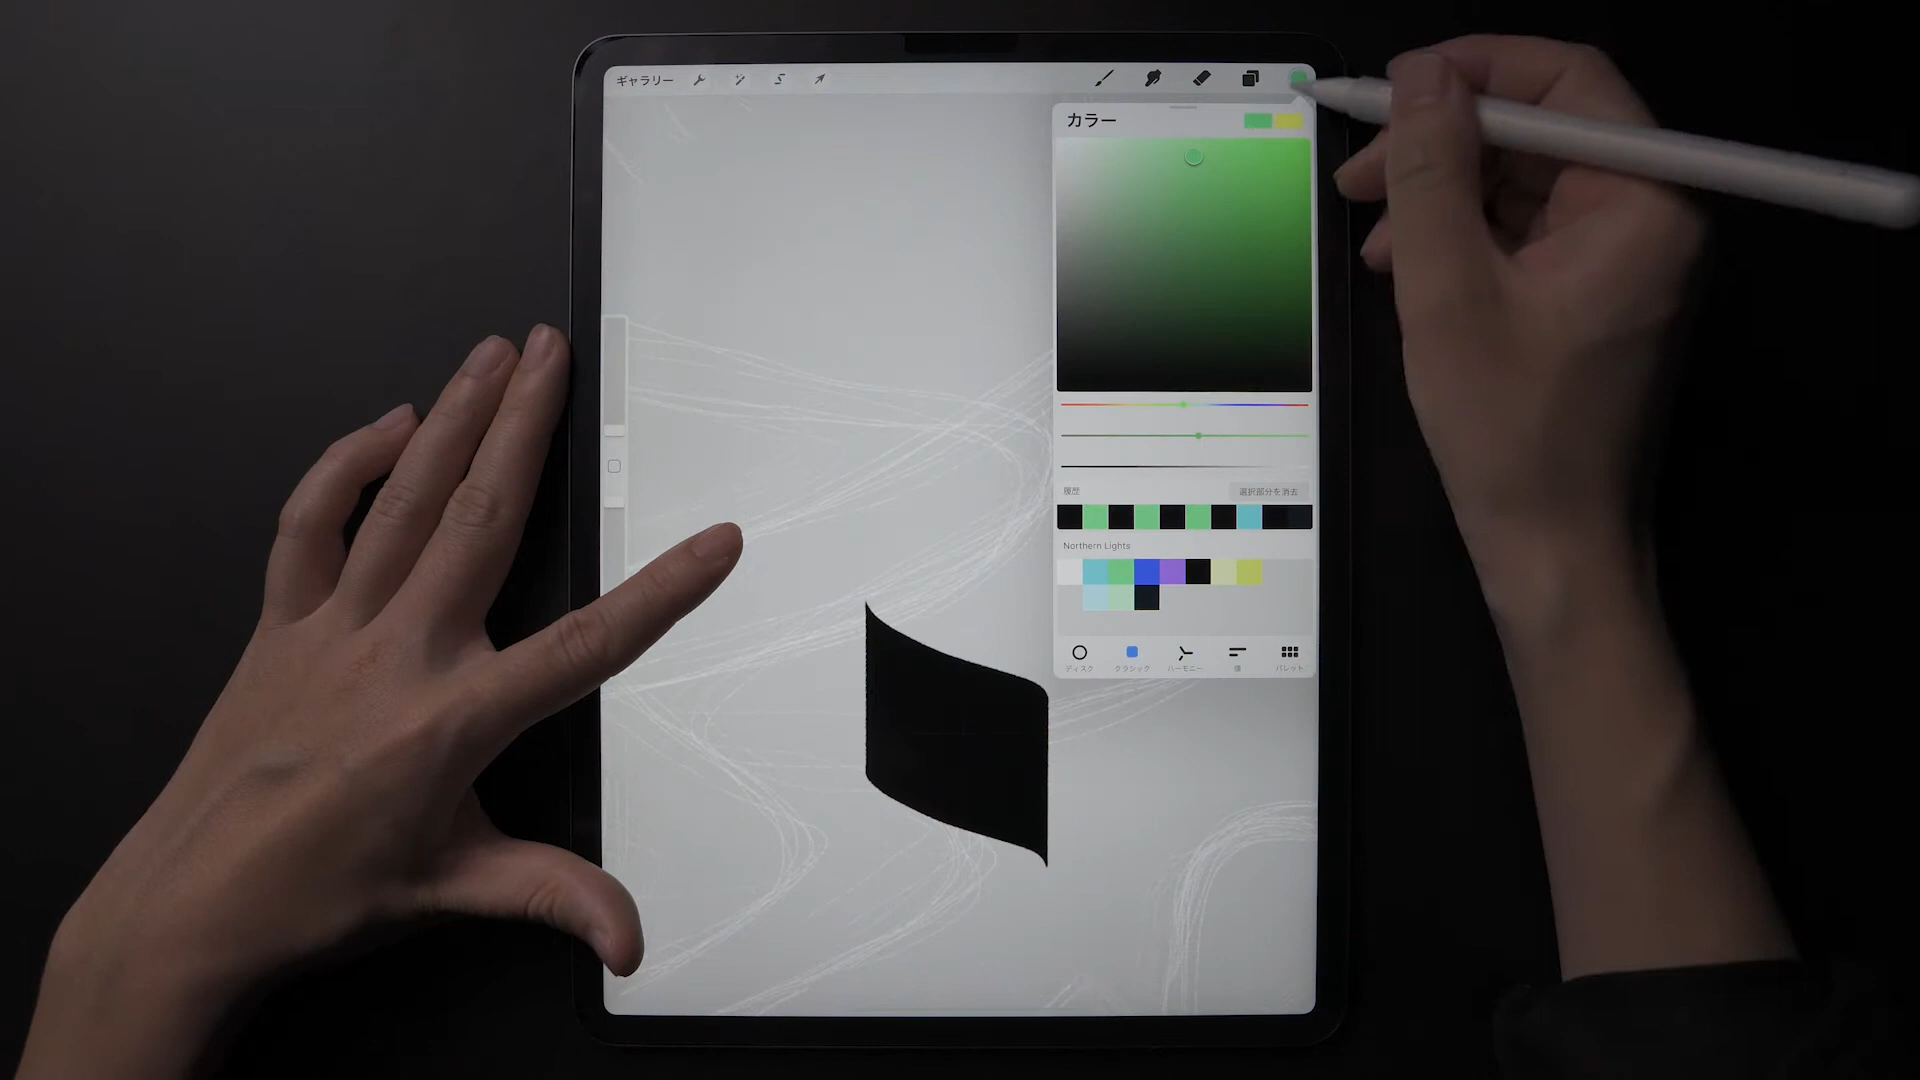 ギャラリー
カラー
履歴
選択部分を消去
Northern Lights
ディスク
クラシック
ハーモニー
値
パレット